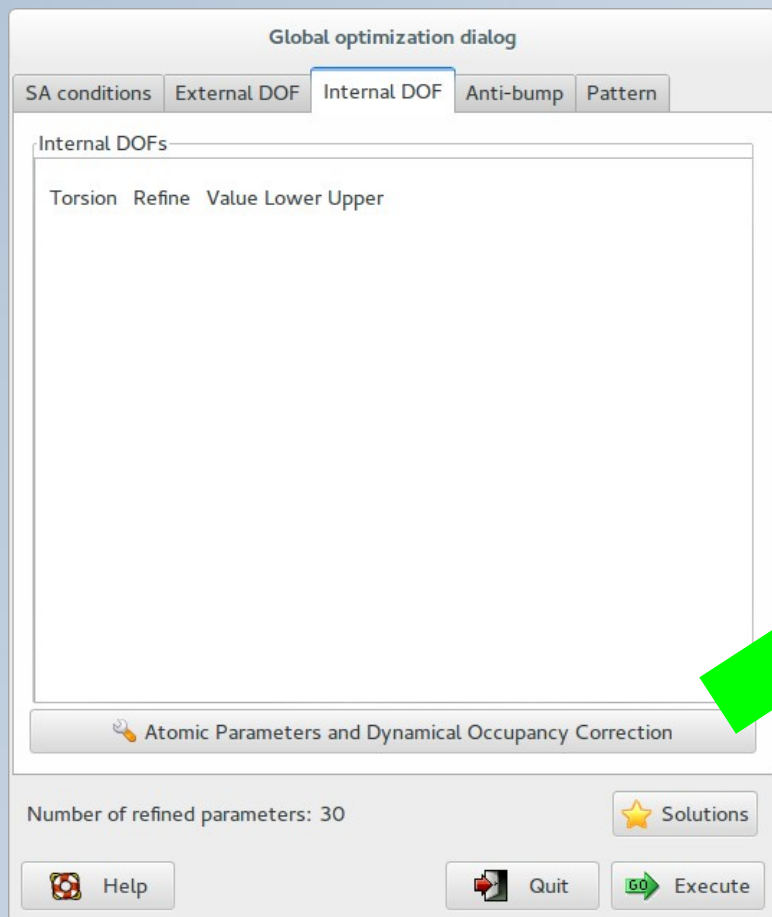 Global optimization dialog
SA conditions External DOF Internal DOF Anti-bump Pattern
Internal DOFs
Torsion Refine Value Lower Upper
Atomic Parameters and Dynamical Occupancy Correction
Number of refined parameters: 30
Solutions
Help Quit GO Execute